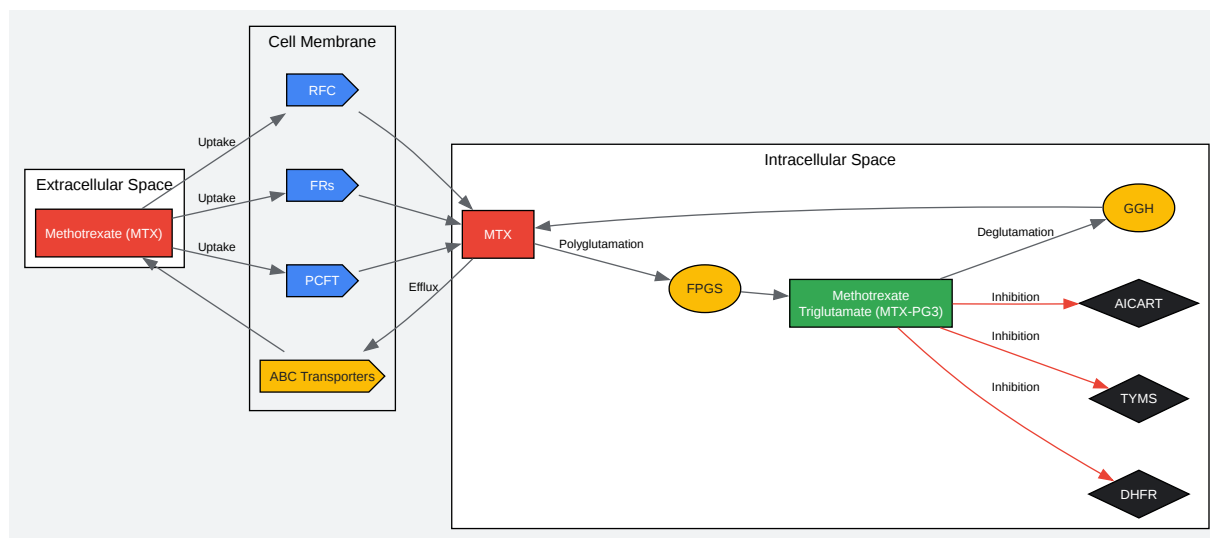 Cell Membrane
RFC
Uptake
Intracellular Space
Extracellular Space
FRs
Uptake
GGH
Methotrexate (MTX)
MTX
Deglutamation
Uptake
Polyglutamation
PCFT
Efflux
FPGS
Methotrexate
Triglutamate (MTX-PG3)
Inhibition
AICART
Inhibition
ABC Transporters
Inhibition
TYMS
DHFR